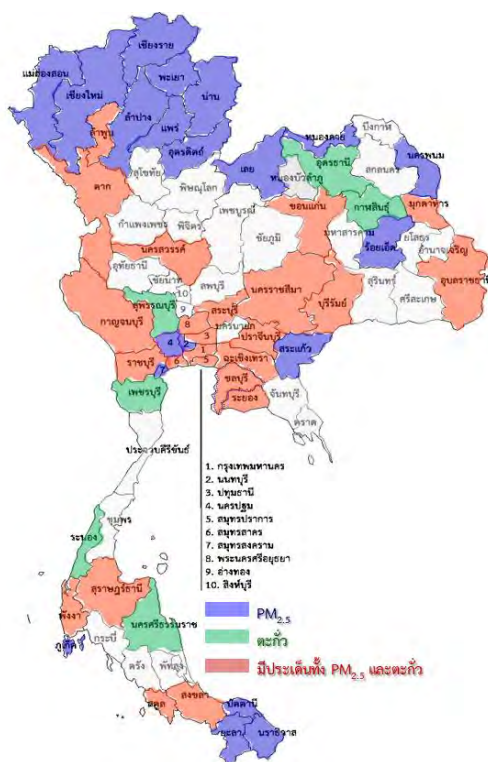 เชียงราย
แม่ฮ่องสอน
เชียงใหม่
พะเยา
น่าน
ลำปาง
แพร่
ลำพูน
อุตรดิตถ์
ตาก
สุโขทัย
พิษณุโลก
กำแพงเพชร
พิจิตร
เพชรบูรณ์
เลย
หนองคาย
บึงกาฬ
นครพนม
หนองบัวลำภู
อุดรธานี
สกลนคร
ขอนแก่น
กาฬสินธุ์
มุกดาหาร
ชัยภูมิ
มหาสารคาม
ร้อยเอ็ด
ยโสธร
อำนาจเจริญ
อุบลราชธานี
ศรีสะเกษ
สุรินทร์
บุรีรัมย์
นครราชสีมา
นครสวรรค์
อุทัยธานี
ชัยนาท
ลพบุรี
10
9
สุพรรณบุรี
สระบุรี
กาญจนบุรี
8
นครนายก
3
ปราจีนบุรี
4
2
1
สระแก้ว
ราชบุรี
7
6
5
ฉะเชิงเทรา
ชลบุรี
ระยอง
จันทบุรี
ตราด
เพชรบุรี
ประจวบคีรีขันธ์
1. กรุงเทพมหานคร
2. นนทบุรี
3. ปทุมธานี
4. นครปฐม
5. สมุทรปราการ
6. สมุทรสาคร
7. สมุทรสงคราม
8. พระนครศรีอยุธยา
9. อ่างทอง
10. สิงห์บุรี
ชุมพร
ระนอง
สุราษฎร์ธานี
พังงา
ภูเก็ต
กระบี่
นครศรีธรรมราช
ตรัง
พัทลุง
สตูล
สงขลา
ปัตตานี
ยะลา
นราธิวาส
PM2.5
ตะกั่ว
มีประเด็นทั้ง PM2.5 และตะกั่ว